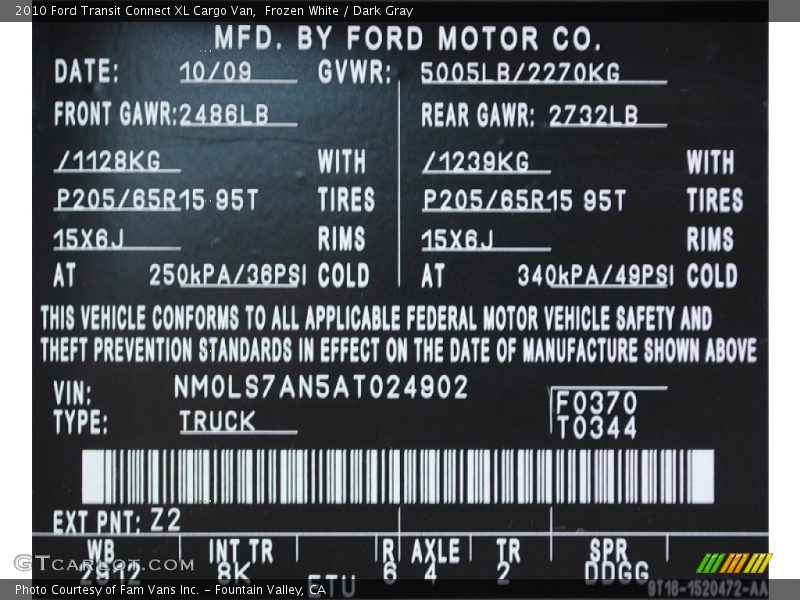 2010 Ford Transit Connect XL Cargo Van,  Frozen White / Dark Gray
MFD. BY FORD MOTOR CO.
DATE: 10/09 GVWR: 5005LB/2270KG
FRONT GAWR: 2486LB REAR GAWR: 2732LB
/1128KG WITH /1239KG WITH
P205/65R15 95T TIRES P205/65R15 95T TIRES
15X6J RIMS 15X6J RIMS
AT 250kPA/36PSI COLD AT 340kPA/49PSI COLD
THIS VEHICLE CONFORMS TO ALL APPLICABLE FEDERAL MOTOR VEHICLE SAFETY AND
THEFT PREVENTION STANDARDS IN EFFECT ON THE DATE OF MANUFACTURE SHOWN ABOVE
VIN: NM0LS7AN5AT024902
F0370
TYPE: TRUCK T0344
EXT PNT: Z2
WB INT TR R AXLE TR SPR
GTCARLOT.COM
2912 8K 6 4 2 DDGG
ETU 9T16-1520472-AA
Photo Courtesy of Fam Vans Inc. - Fountain Valley, CA